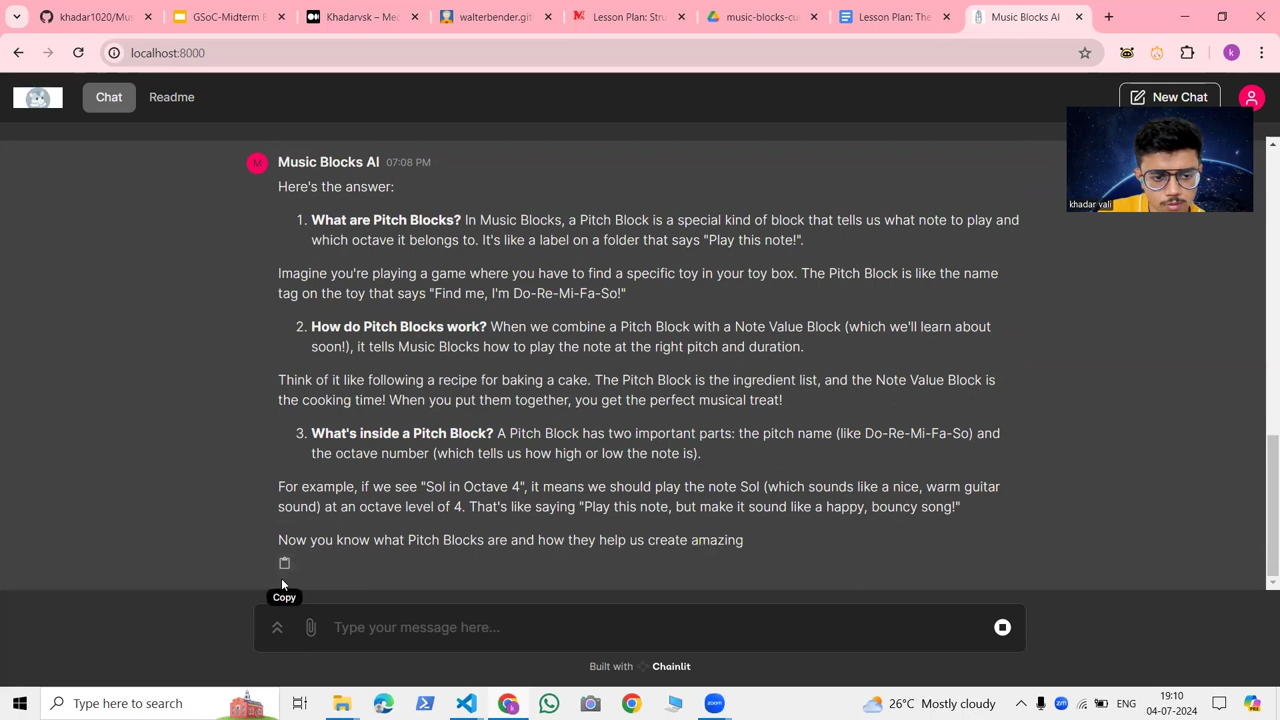 khadar1020/Mus
GSoC-Midterm E
Khadarvsk – Mec
walterbender.git
Lesson Plan: Stru
music-blocks-cu
Lesson Plan: The
Music Blocks AI
localhost:8000
k
Chat
Readme
New Chat
khadar vali
M
Music Blocks AI 07:08 PM
Here's the answer:
1. What are Pitch Blocks? In Music Blocks, a Pitch Block is a special kind of block that tells us what note to play and
which octave it belongs to. It's like a label on a folder that says "Play this note!".
Imagine you're playing a game where you have to find a specific toy in your toy box. The Pitch Block is like the name
tag on the toy that says "Find me, I'm Do-Re-Mi-Fa-So!"
2. How do Pitch Blocks work? When we combine a Pitch Block with a Note Value Block (which we'll learn about
soon!), it tells Music Blocks how to play the note at the right pitch and duration.
Think of it like following a recipe for baking a cake. The Pitch Block is the ingredient list, and the Note Value Block is
the cooking time! When you put them together, you get the perfect musical treat!
3. What's inside a Pitch Block? A Pitch Block has two important parts: the pitch name (like Do-Re-Mi-Fa-So) and
the octave number (which tells us how high or low the note is).
For example, if we see "Sol in Octave 4", it means we should play the note Sol (which sounds like a nice, warm guitar
sound) at an octave level of 4. That's like saying "Play this note, but make it sound like a happy, bouncy song!"
Now you know what Pitch Blocks are and how they help us create amazing
Copy
Type your message here...
Built with Chainlit
Type here to search
26°C Mostly cloudy
19:10
04-07-2024